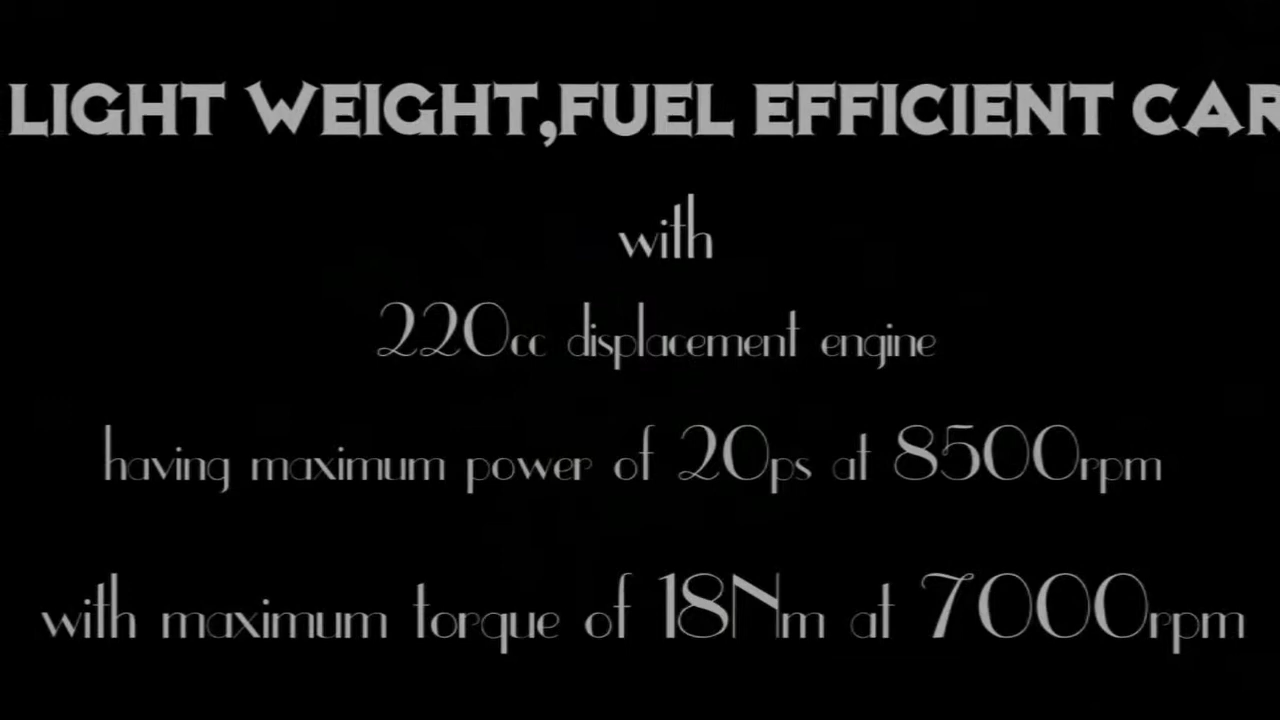 LIGHT WEIGHT,FUEL EFFICIENT CAR
with
220cc displacement engine
having maximum power of 20ps at 8500rpm
with maximum torque of 18Nm at 7000rpm